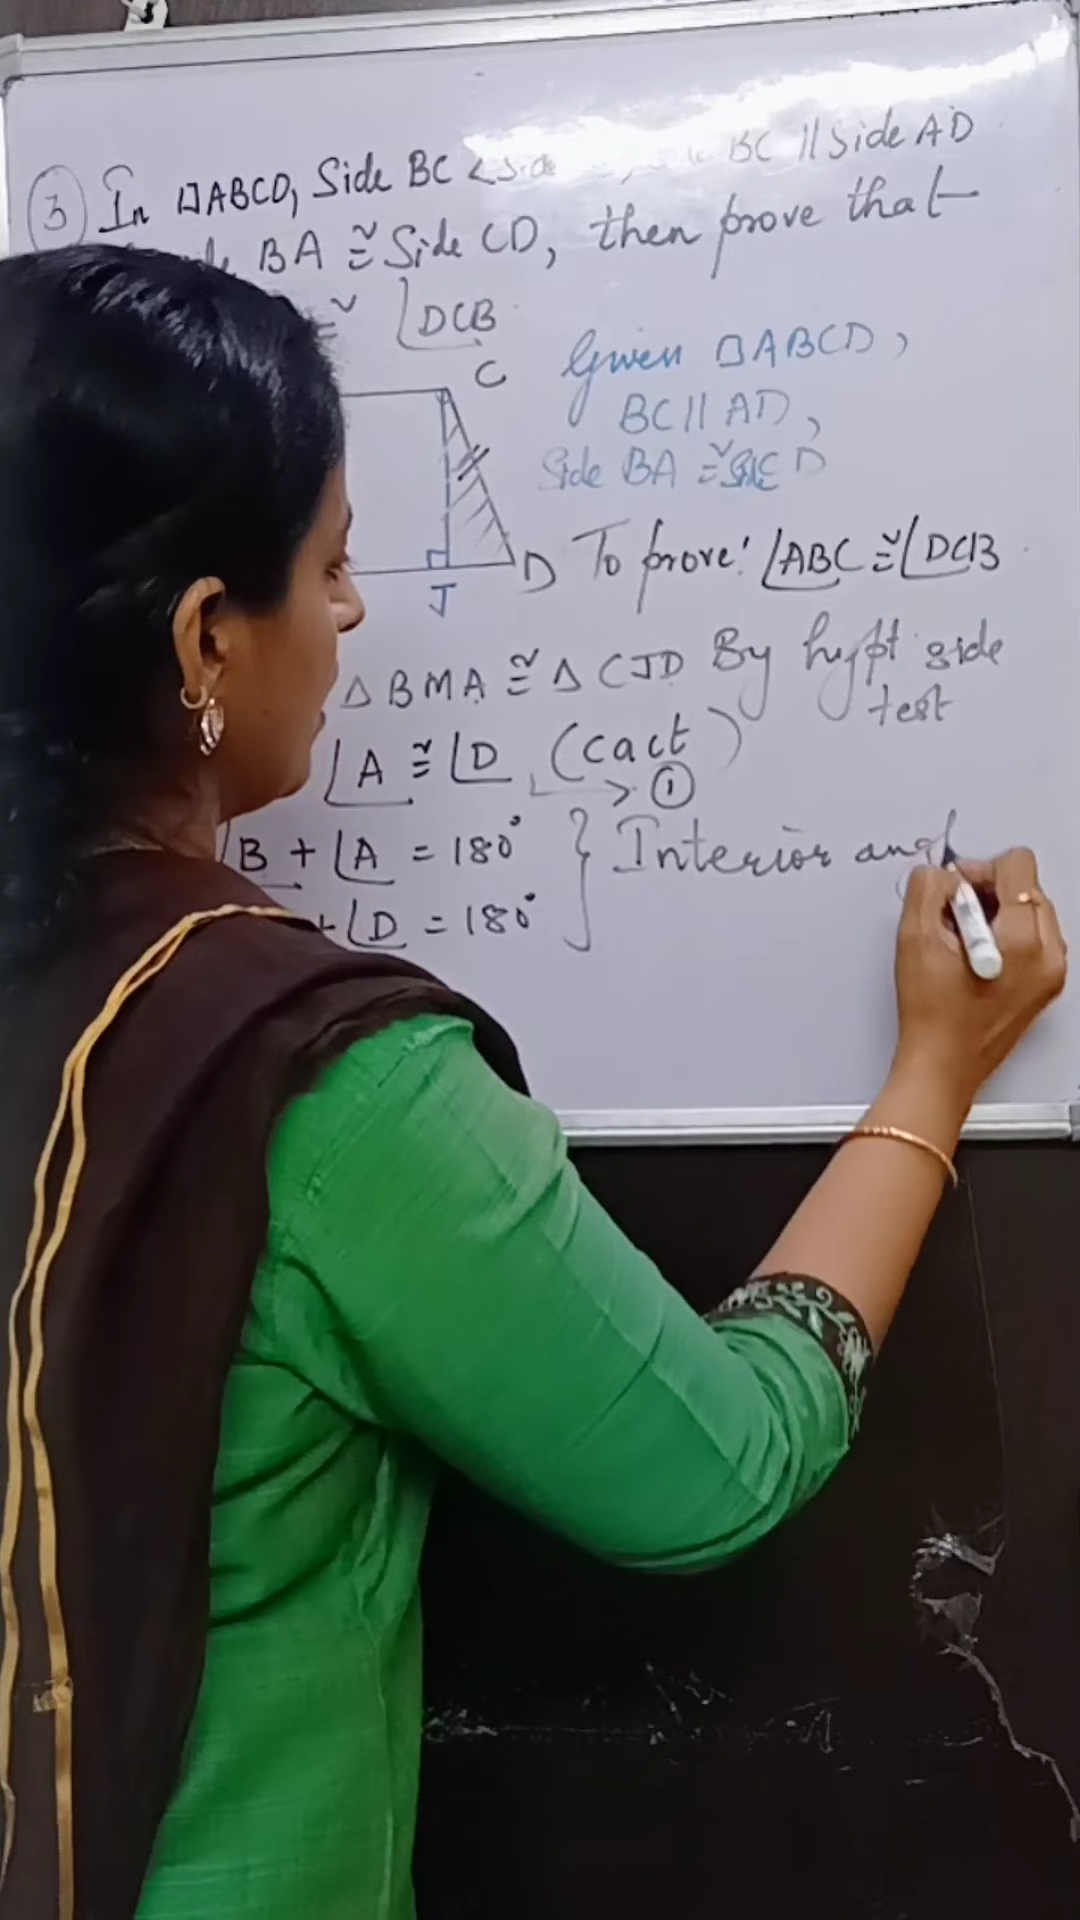 3 In □ABCD, Side BC < Side BC || Side AD
BA ≅ Side CD, then prove that
≅ ∠DCB
C
Given □ABCD,
BC || AD,
Side BA ≅ Side CD
D
J
To prove: ∠ABC ≅ ∠DCB
△BMA ≅ △CJD By hypt side
test
∠A ≅ ∠D (cact)
> ①
∠B + ∠A = 180°
+ ∠D = 180°
} Interior ang